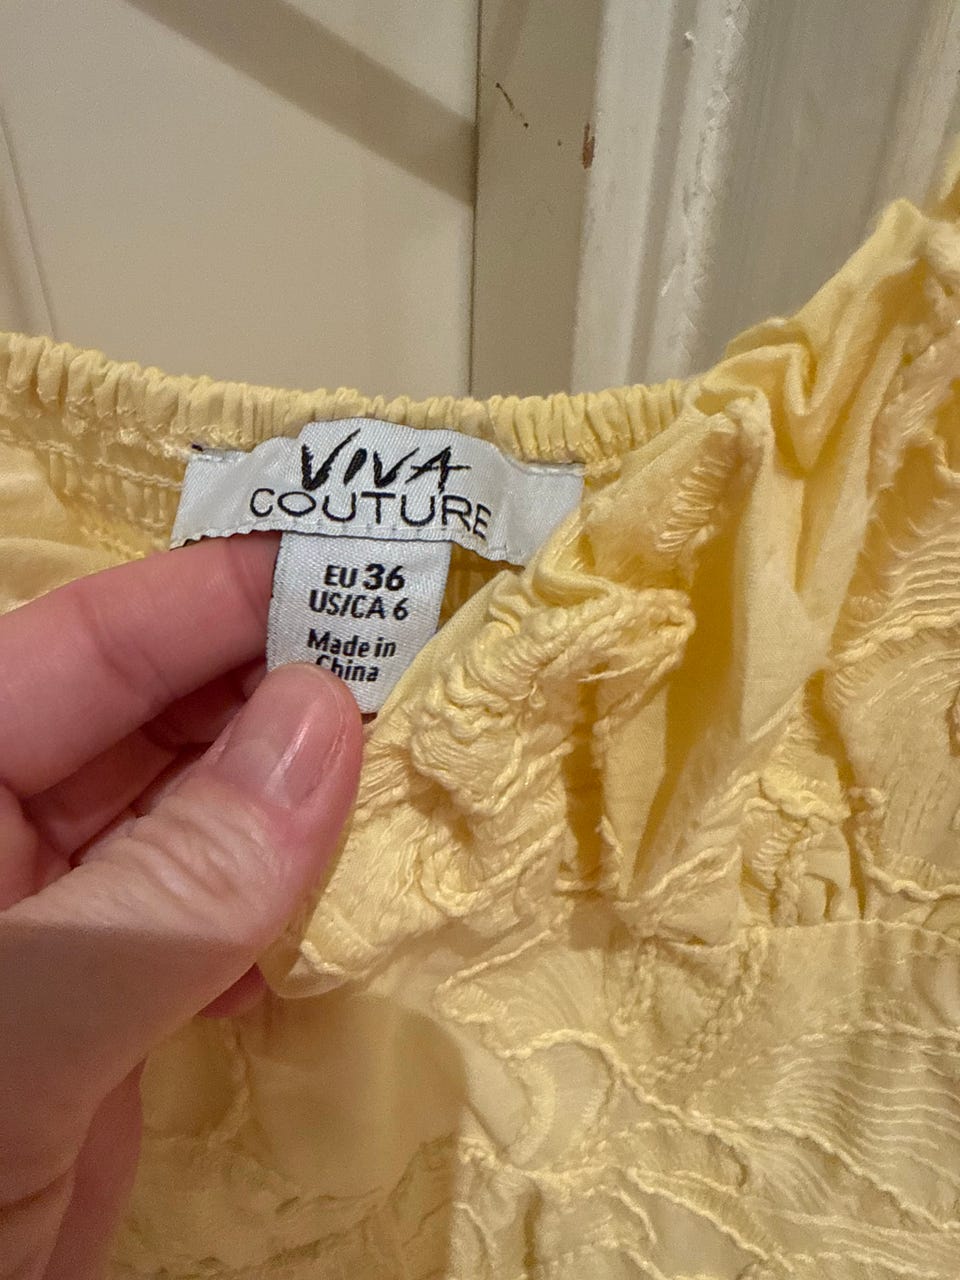 VIVA
COUTURE
EU 36
US/CA 6
Made in
China